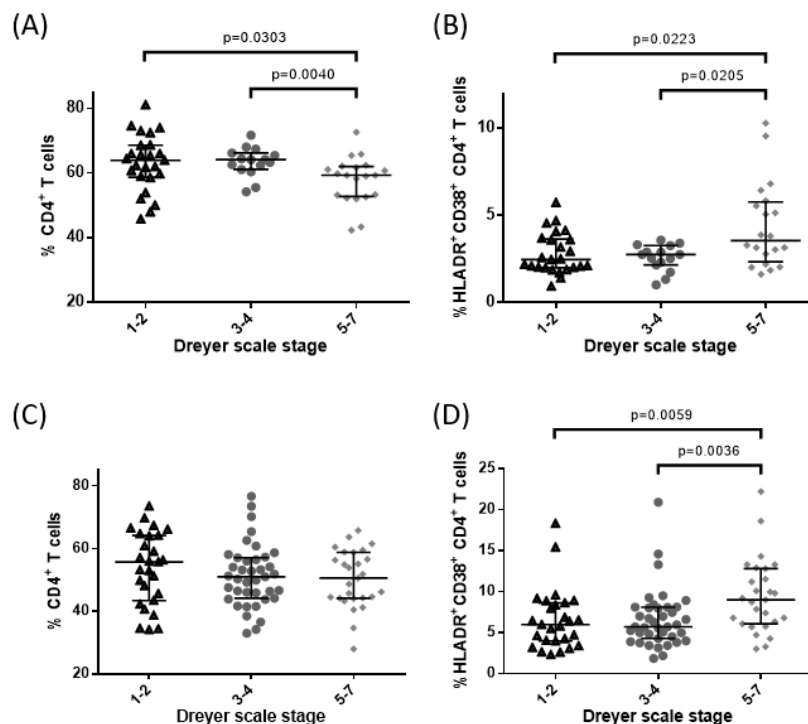 (A)
p=0.0303
p=0.0040
% CD4+ T cells
80
60
40
20
1-2
3-4
5-7
Dreyer scale stage
(B)
p=0.0223
p=0.0205
% HLADR+CD38+ CD4+ T cells
10
5
0
1-2
3-4
5-7
Dreyer scale stage
(C)
% CD4+ T cells
80
60
40
20
1-2
3-4
5-7
Dreyer scale stage
(D)
p=0.0059
p=0.0036
% HLADR+CD38+ CD4+ T cells
25
20
15
10
5
0
1-2
3-4
5-7
Dreyer scale stage